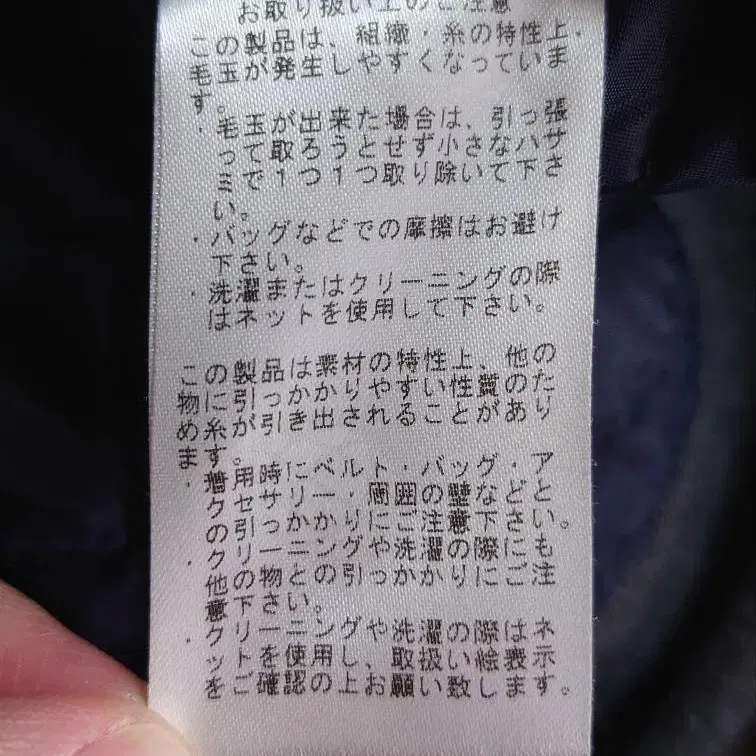 お取り扱い上のご注意
この製品は、組織・糸の特性上、
毛玉が発生しやすくなっていま
す。
・毛玉が出来た場合は、引っ張
って取ろうとせず小さなハサ
ミで1つ1つ取り除いて下さ
い。
・バッグなどでの摩擦はお避け
下さい。
・洗濯またはクリーニングの際
はネットを使用して下さい。
この製品は素材の特性上、他の
物に引っかかりやすい性質のた
め糸が引き出されることがあり
ます。
・着用時にベルト・バッグ・ア
クセサリー・周囲の壁などと
の引っかかりにご注意下さい。
・クリーニングや洗濯の際にも
他の物との引っかかりにご注
意下さい。
・クリーニングや洗濯の際はネ
ットを使用し、取扱い絵表示
をご確認の上お願い致します。